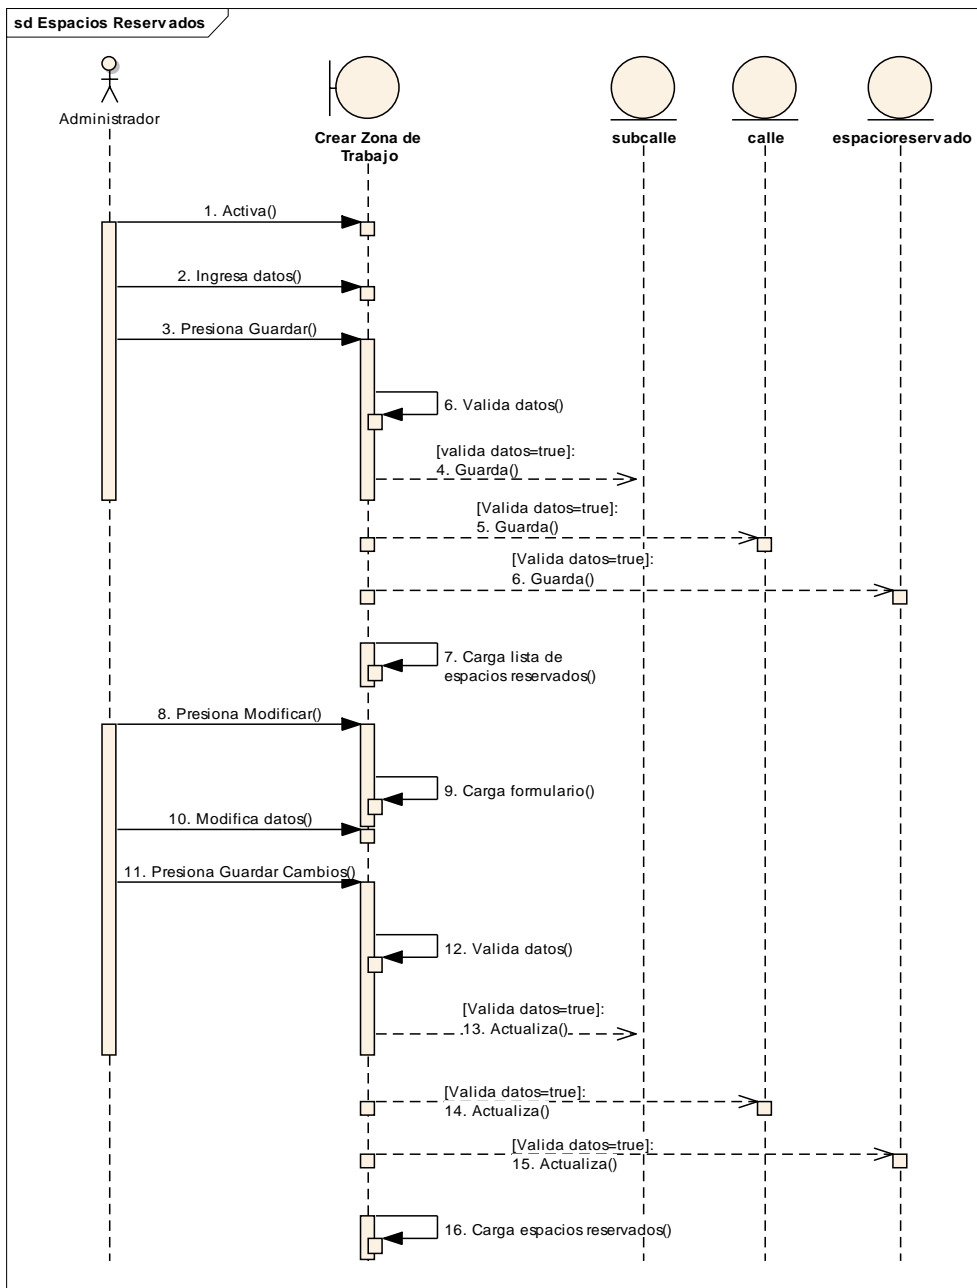 sd Espacios Reservados
Administrador
Crear Zona de
Trabajo
subcalle
calle
espacioreservado
1. Activa()
2. Ingresa datos()
3. Presiona Guardar()
6. Valida datos()
[valida datos=true]:
4. Guarda()
[Valida datos=true]:
5. Guarda()
[Valida datos=true]:
6. Guarda()
7. Carga lista de
espacios reservados()
8. Presiona Modificar()
9. Carga formulario()
10. Modifica datos()
11. Presiona Guardar Cambios()
12. Valida datos()
[Valida datos=true]:
13. Actualiza()
[Valida datos=true]:
14. Actualiza()
[Valida datos=true]:
15. Actualiza()
16. Carga espacios reservados()